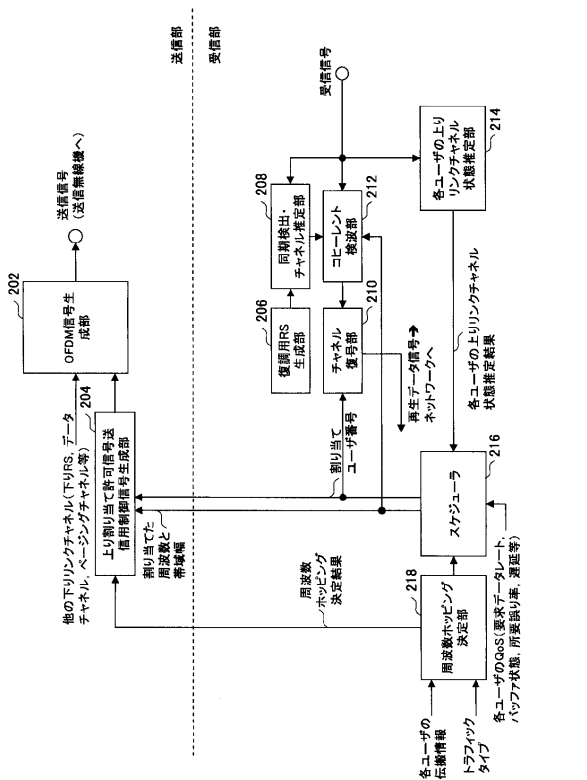 送信部
受信部
送信信号
(送信無線機へ)
202
OFDM信号生
成部
他の下りリンクチャネル(下りRS, データ
チャネル, ページングチャネル等)
204
上り割り当て許可信号送
信用制御信号生成部
割り当てた
周波数と
帯域幅
周波数
ホッピング
決定結果
受信信号
208
同期検出・
チャネル推定部
206
復調用RS
生成部
212
コヒーレント
検波部
210
チャネル
復号部
割り当て
ユーザ番号
再生データ信号➔
ネットワークへ
各ユーザの上り
リンクチャネル
状態推定部
214
各ユーザの上りリンクチャネル
状態推定結果
216
スケジューラ
218
周波数ホッピング
決定部
各ユーザの
伝搬情報
トラフィック
タイプ
各ユーザのQoS(要求データレート,
バッファ状態, 所要誤り率, 遅延等)